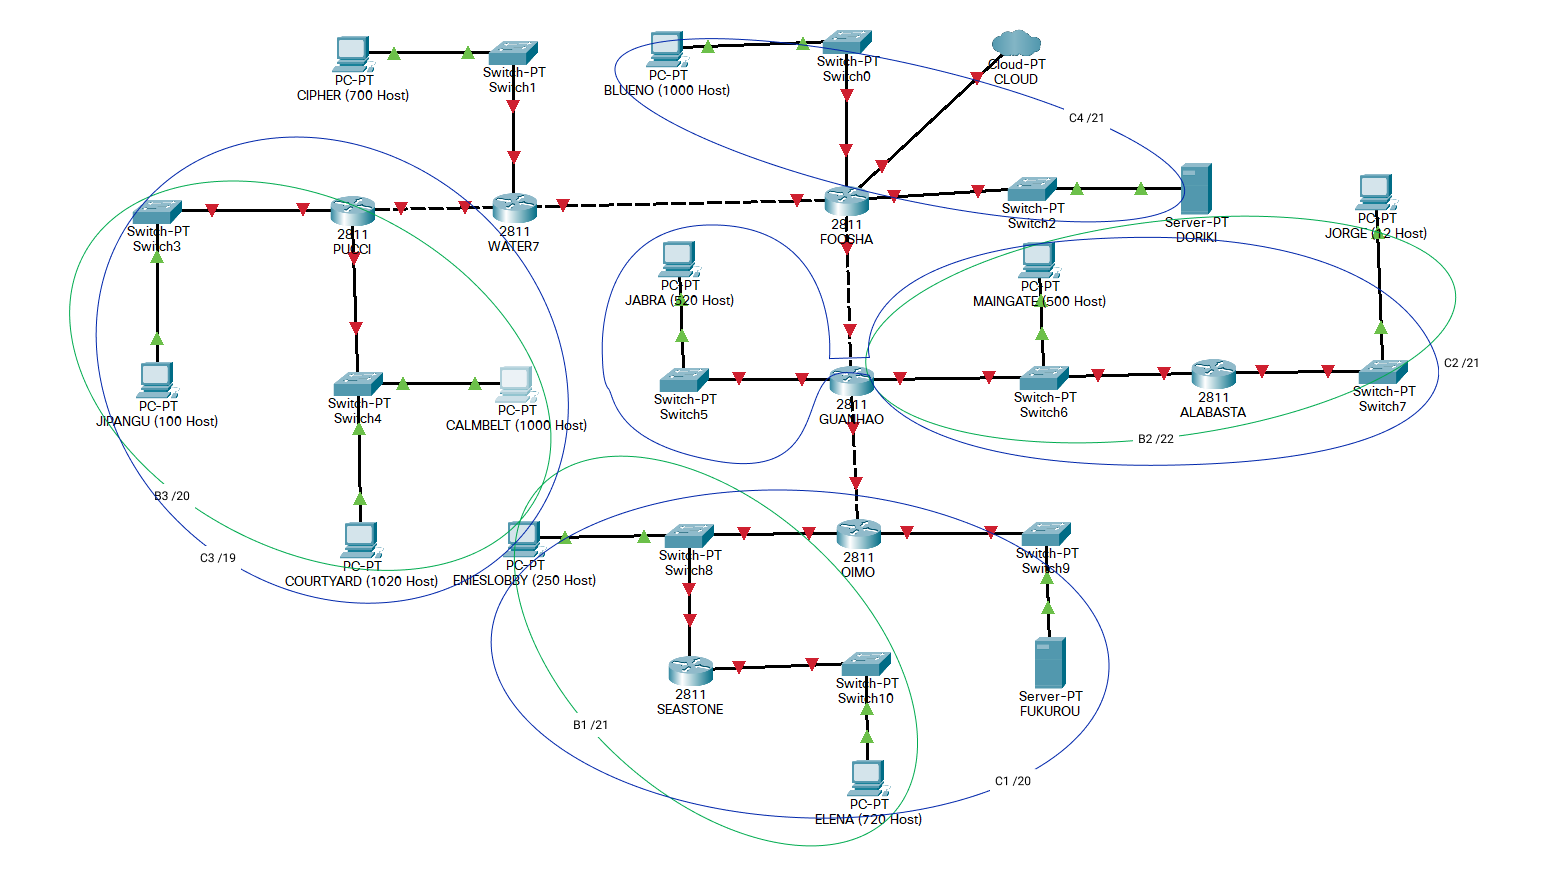 PC-PT
CIPHER (700 Host)
Switch-PT
Switch1
PC-PT
BLUENO (1000 Host)
Switch-PT
Switch0
Cloud-PT
CLOUD
C4 /21
Switch-PT
Switch3
2811
PUCCI
2811
WATER7
2811
FOOSHA
Switch-PT
Switch2
Server-PT
DORIKI
PC-PT
JORGE (12 Host)
PC-PT
JABRA (520 Host)
PC-PT
MAINGATE (500 Host)
C2 /21
PC-PT
JIPANGU (100 Host)
Switch-PT
Switch4
PC-PT
CALMBELT (1000 Host)
Switch-PT
Switch5
2811
GUANHAO
Switch-PT
Switch6
2811
ALABASTA
Switch-PT
Switch7
B2 /22
B3 /20
C3 /19
PC-PT
COURTYARD (1020 Host)
PC-PT
ENIESLOBBY (250 Host)
Switch-PT
Switch8
2811
OIMO
Switch-PT
Switch9
2811
SEASTONE
Switch-PT
Switch10
Server-PT
FUKUROU
B1 /21
C1 /20
PC-PT
ELENA (720 Host)